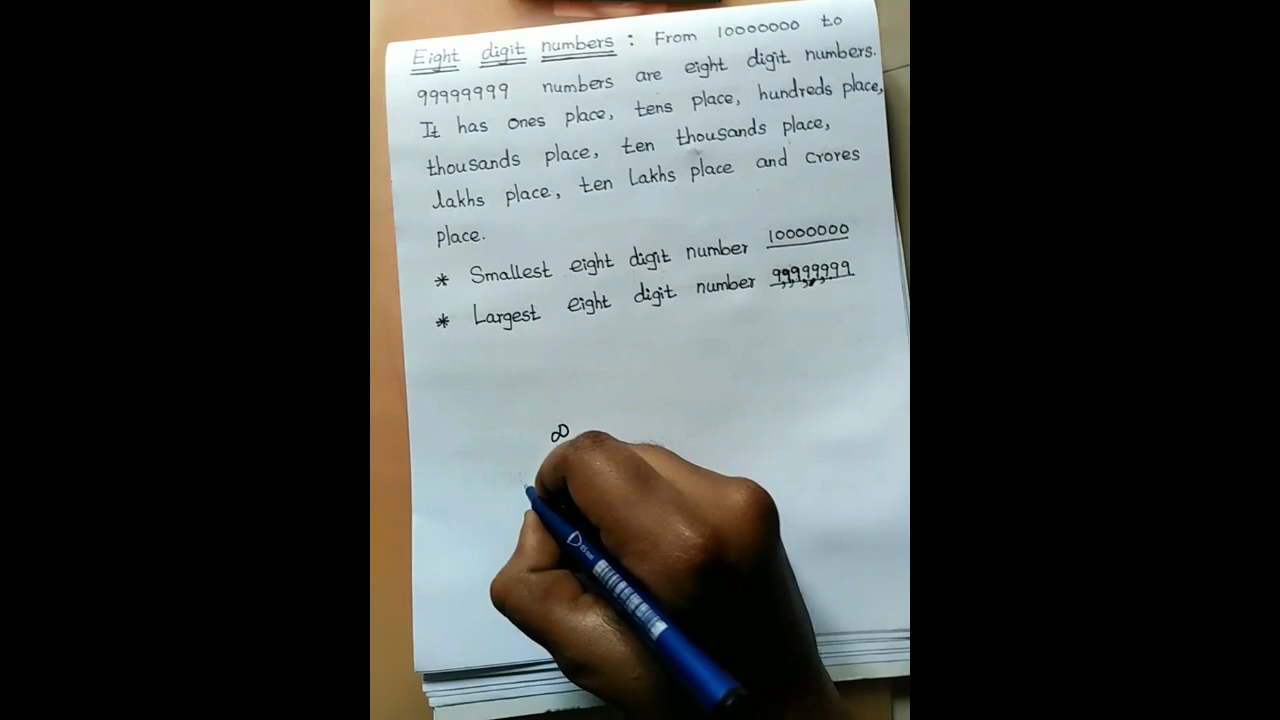 Eight digit numbers : From 10000000 to
99999999 numbers are eight digit numbers.
It has ones place, tens place, hundreds place,
thousands place, ten thousands place,
lakhs place, ten lakhs place and crores
place.
* Smallest eight digit number 10000000
* Largest eight digit number 99999999
∞